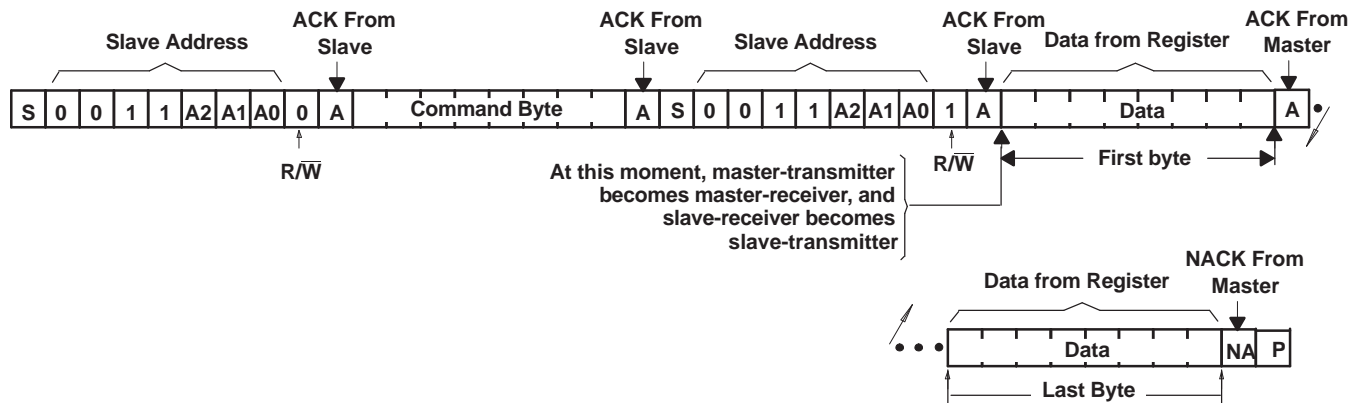 Slave Address
ACK From
Slave
ACK From
Slave
Slave Address
ACK From
Slave
Data from Register
ACK From
Master
S 0 0 1 1 A2 A1 A0 0 A Command Byte A S 0 0 1 1 A2 A1 A0 1 A Data A
R/W̅
R/W̅
First byte
At this moment, master-transmitter
becomes master-receiver, and
slave-receiver becomes
slave-transmitter
Data from Register
NACK From
Master
Data NA P
Last Byte